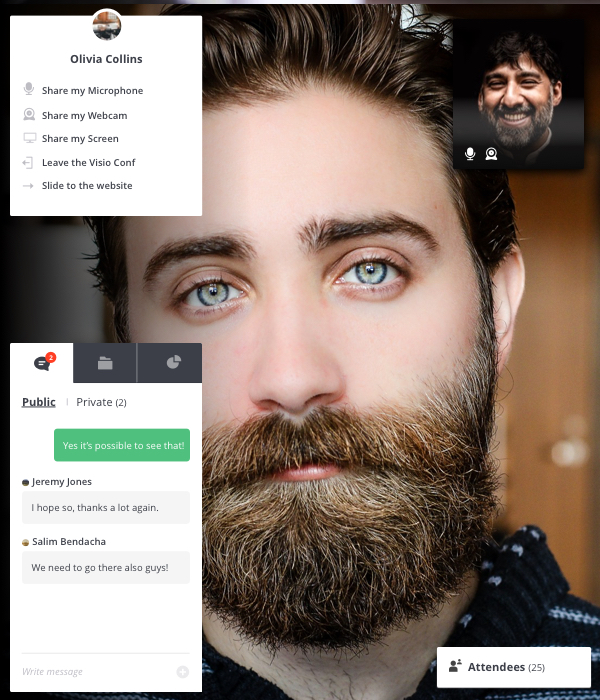 Olivia Collins
Share my Microphone
Share my Webcam
Share my Screen
Leave the Visio Conf
Slide to the website
2
Public | Private (2)
Yes it's possible to see that!
Jeremy Jones
I hope so, thanks a lot again.
Salim Bendacha
We need to go there also guys!
Write message
Attendees (25)